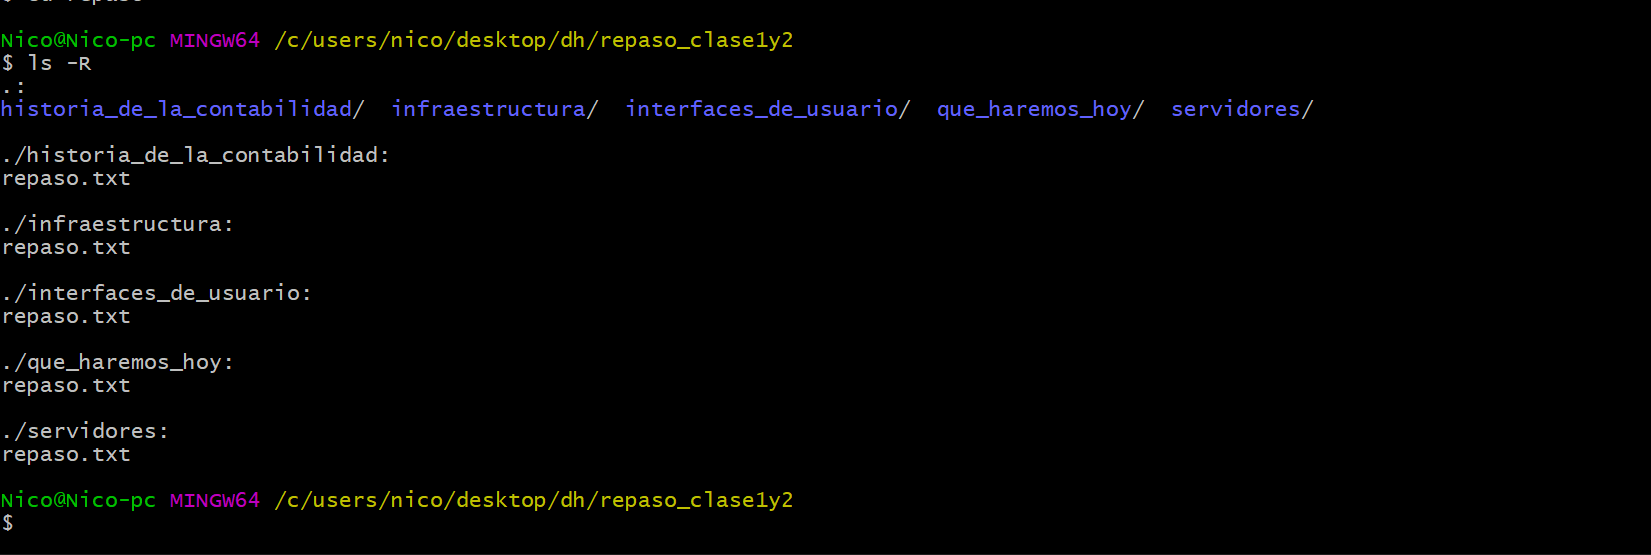 Nico@Nico-pc MINGW64 /c/users/nico/desktop/dh/repaso_clase1y2
$ ls -R
.:
historia_de_la_contabilidad/  infraestructura/  interfaces_de_usuario/  que_haremos_hoy/  servidores/

./historia_de_la_contabilidad:
repaso.txt

./infraestructura:
repaso.txt

./interfaces_de_usuario:
repaso.txt

./que_haremos_hoy:
repaso.txt

./servidores:
repaso.txt

Nico@Nico-pc MINGW64 /c/users/nico/desktop/dh/repaso_clase1y2
$